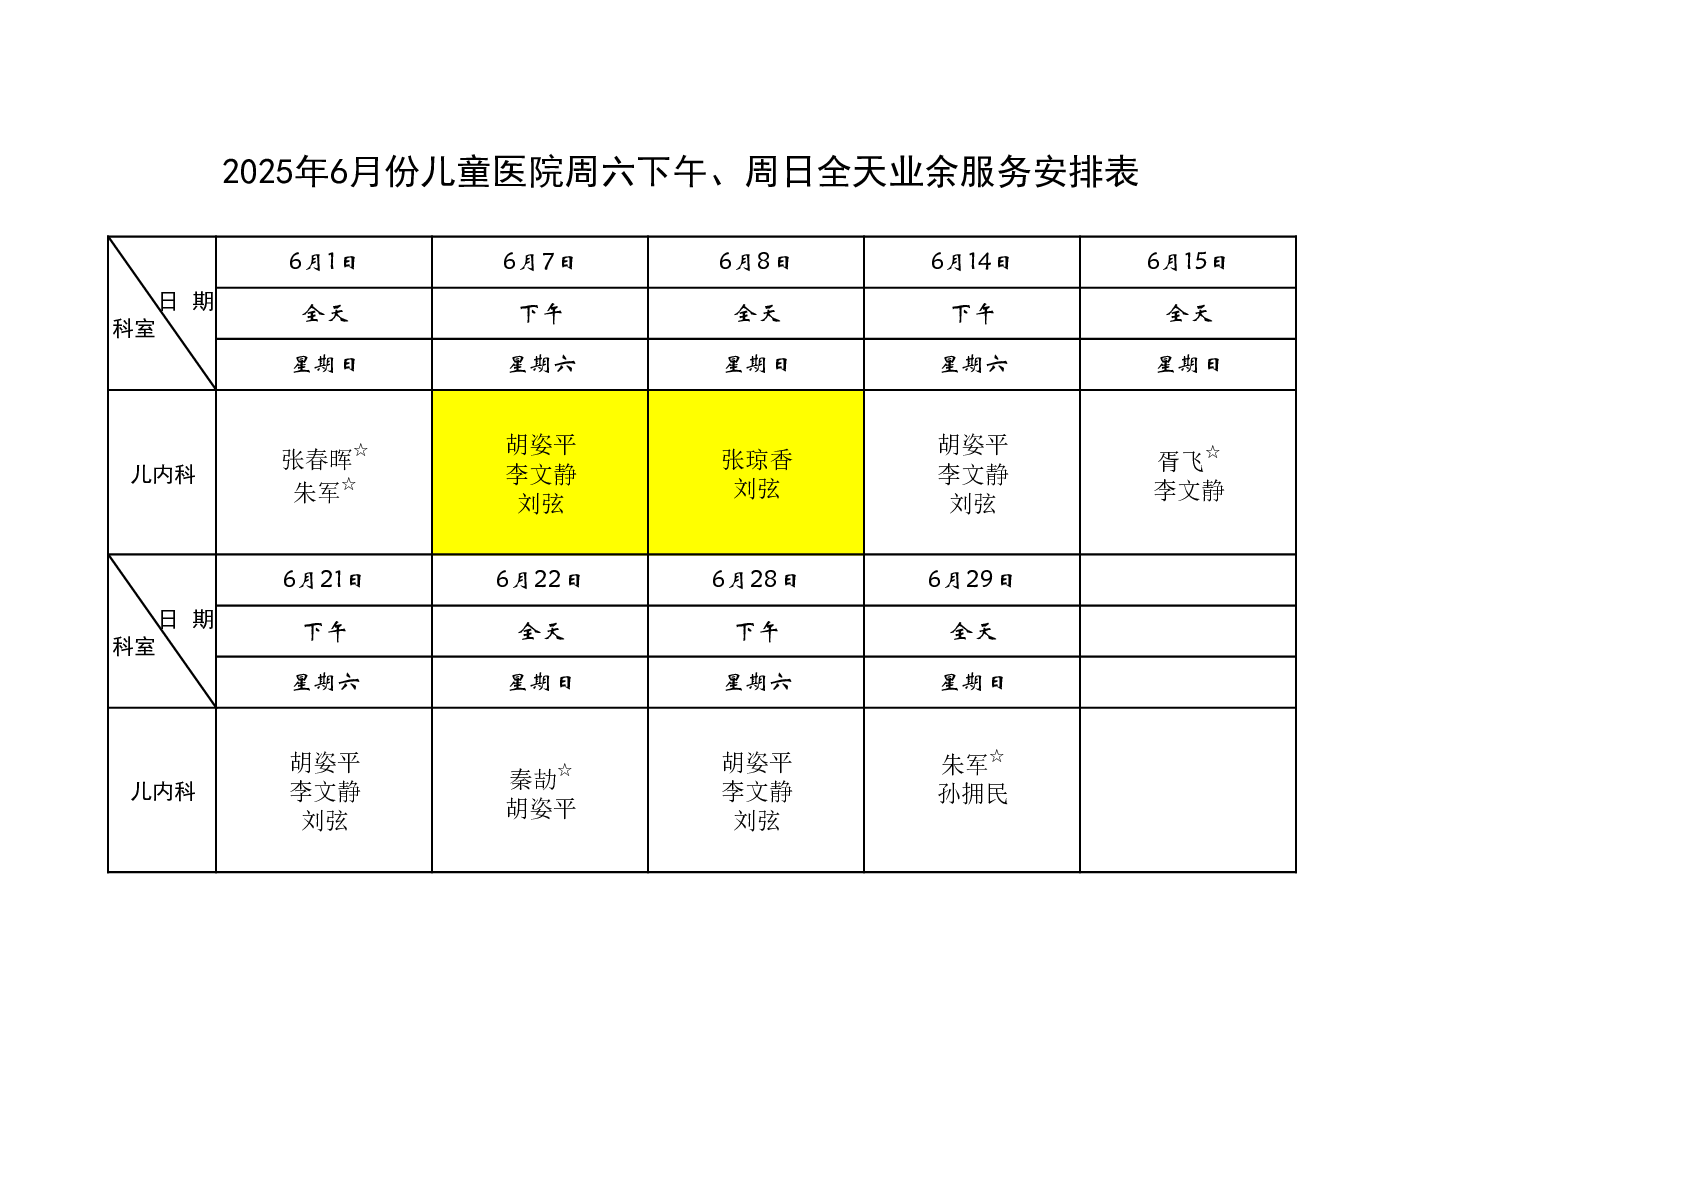 2025年6月份儿童医院周六下午、周日全天业余服务安排表
日 期 科室 6月1日 6月7日 6月8日 6月14日 6月15日
全天 下午 全天 下午 全天
星期日 星期六 星期日 星期六 星期日
儿内科
张春晖☆
朱军☆
胡姿平
李文静
刘弦
张琼香
刘弦
胡姿平
李文静
刘弦
胥飞☆
李文静
日 期 科室 6月21日 6月22日 6月28日 6月29日
下午 全天 下午 全天
星期六 星期日 星期六 星期日
儿内科
胡姿平
李文静
刘弦
秦劼☆
胡姿平
胡姿平
李文静
刘弦
朱军☆
孙拥民